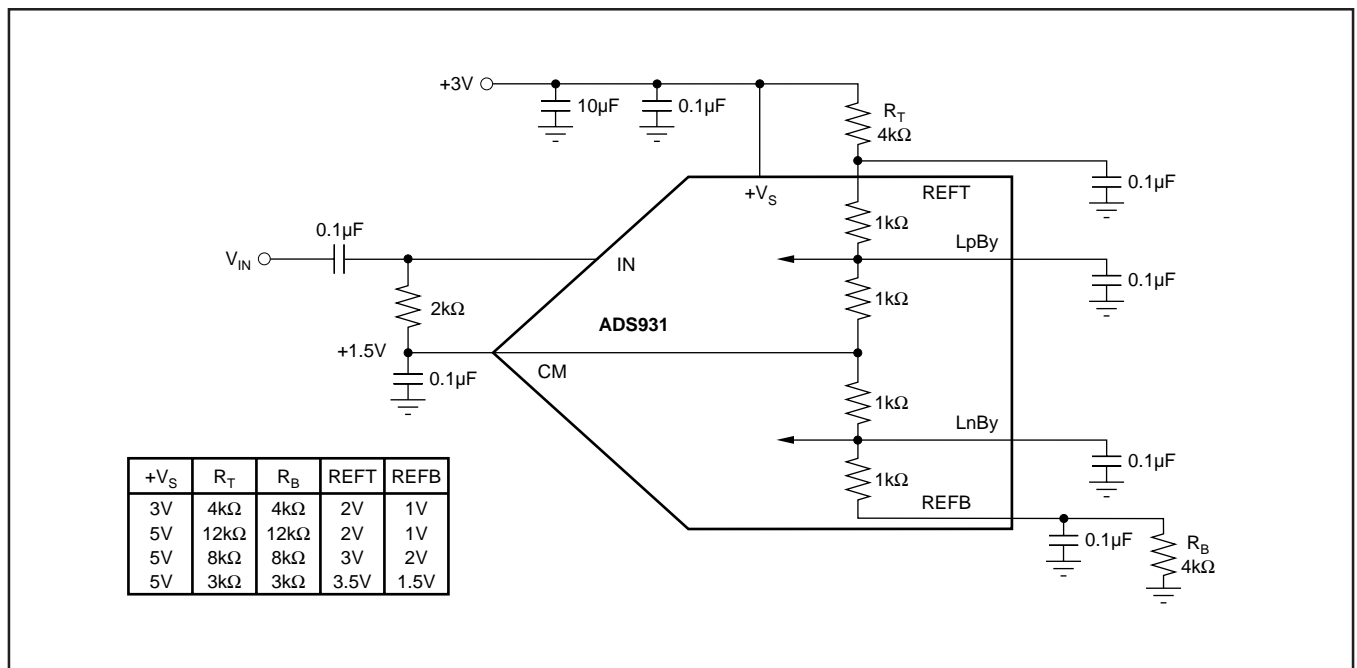 +3V
10µF
0.1µF
R_T
4kΩ
+V_S
REFT
0.1µF
1kΩ
0.1µF
LpBy
V_IN
IN
0.1µF
2kΩ
1kΩ
ADS931
+1.5V
0.1µF
CM
1kΩ
LnBy
0.1µF
1kΩ
REFB
0.1µF
R_B
4kΩ
+V_S R_T R_B REFT REFB
3V 4kΩ 4kΩ 2V 1V
5V 12kΩ 12kΩ 2V 1V
5V 8kΩ 8kΩ 3V 2V
5V 3kΩ 3kΩ 3.5V 1.5V